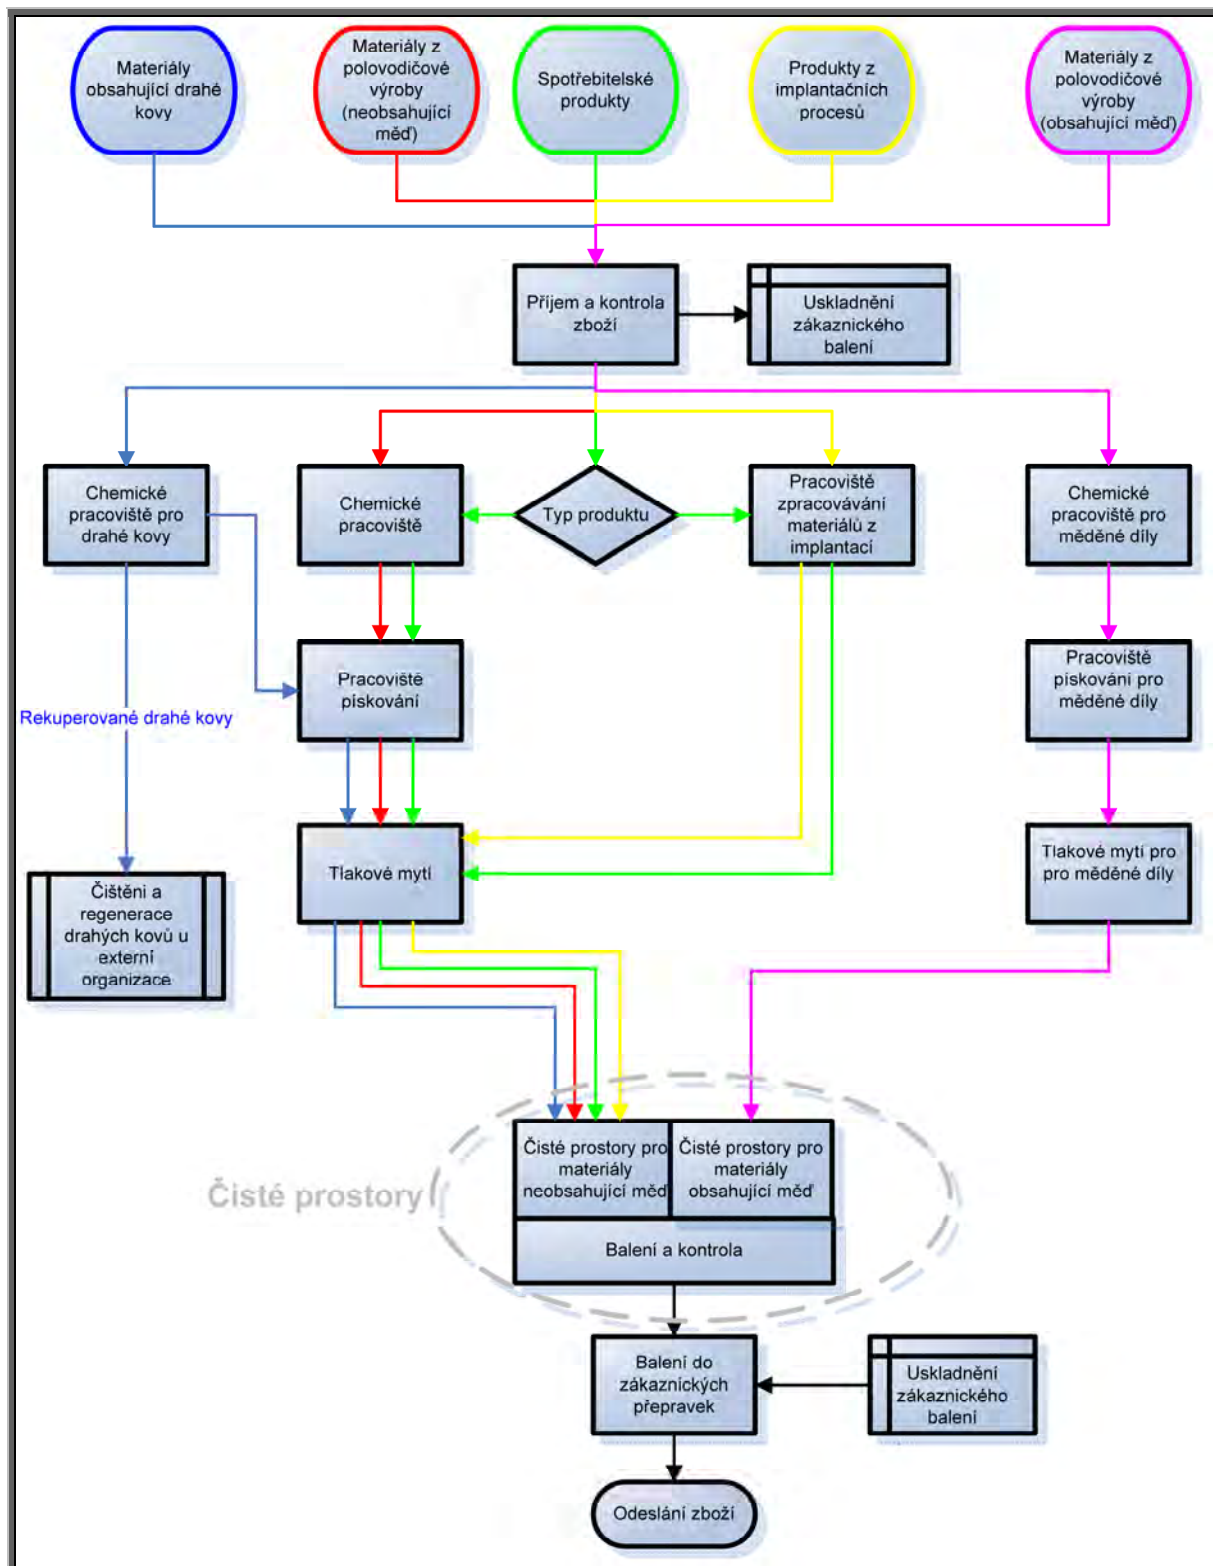 Materiály
obsahující drahé
kovy
Materiály z
polovodičové
výroby
(neobsahující
měď)
Spotřebitelské
produkty
Produkty z
implantačních
procesů
Materiály z
polovodičové
výroby
(obsahující měď)
Příjem a kontrola
zboží
Uskladnění
zákaznického
balení
Chemické
pracoviště pro
drahé kovy
Chemické
pracoviště
Typ produktu
Pracoviště
zpracovávání
materiálů z
implantací
Chemické
pracoviště pro
měděné díly
Pracoviště
pískování
Pracoviště
pískováni pro
měděné díly
Rekuperované drahé kovy
Tlakové mytí
Tlakové mytí pro
pro měděné díly
Čištěni a
regenerace
drahých kovů u
externí
organizace
Čisté prostory
Čisté prostory pro
materiály
neobsahující měď
Čisté prostory pro
materiály
obsahující měď
Balení a kontrola
Balení do
zákaznických
přepravek
Uskladnění
zákaznického
balení
Odeslání zboží